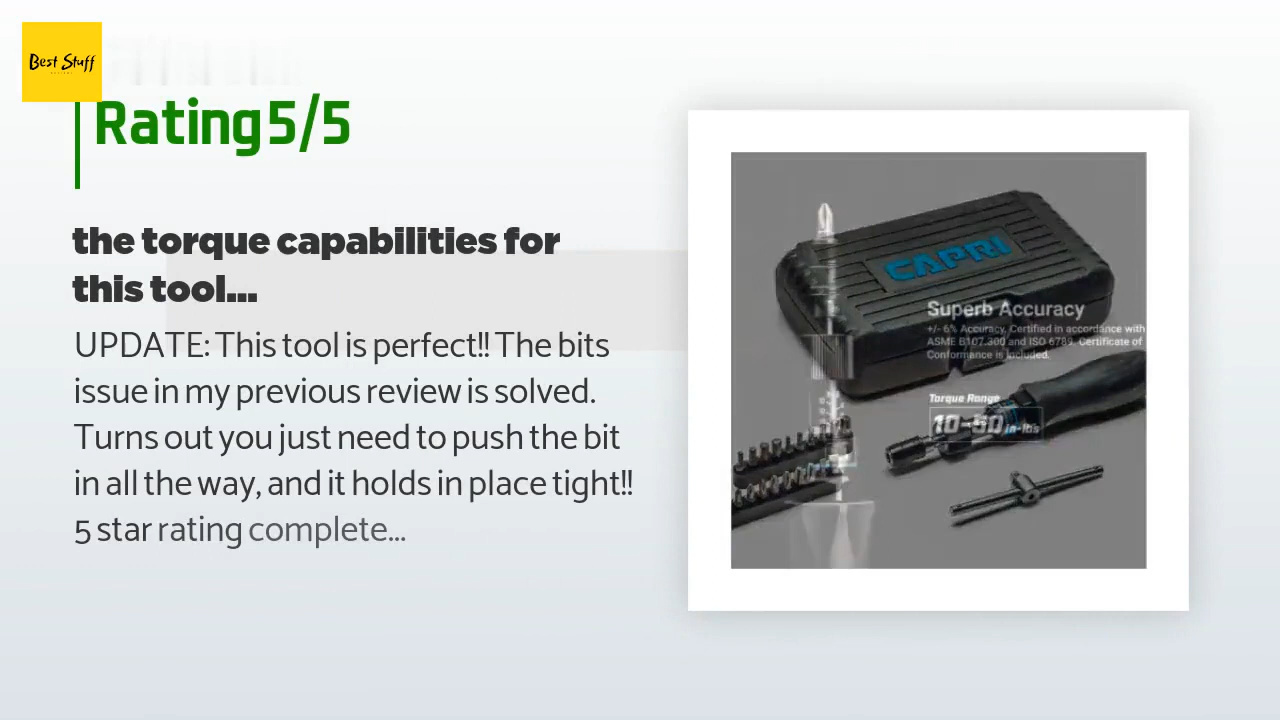 Best Stuff
Rating 5/5
the torque capabilities for
this tool...
UPDATE: This tool is perfect!! The bits
issue in my previous review is solved.
Turns out you just need to push the bit
in all the way, and it holds in place tight!!
5 star rating complete...
CAPRI
Superb Accuracy
+/- 6% Accuracy. Certified in accordance with
ASME B107.300 and ISO 6789. Certificate of
Conformance is included.
Torque Range
10-50 in-lbs